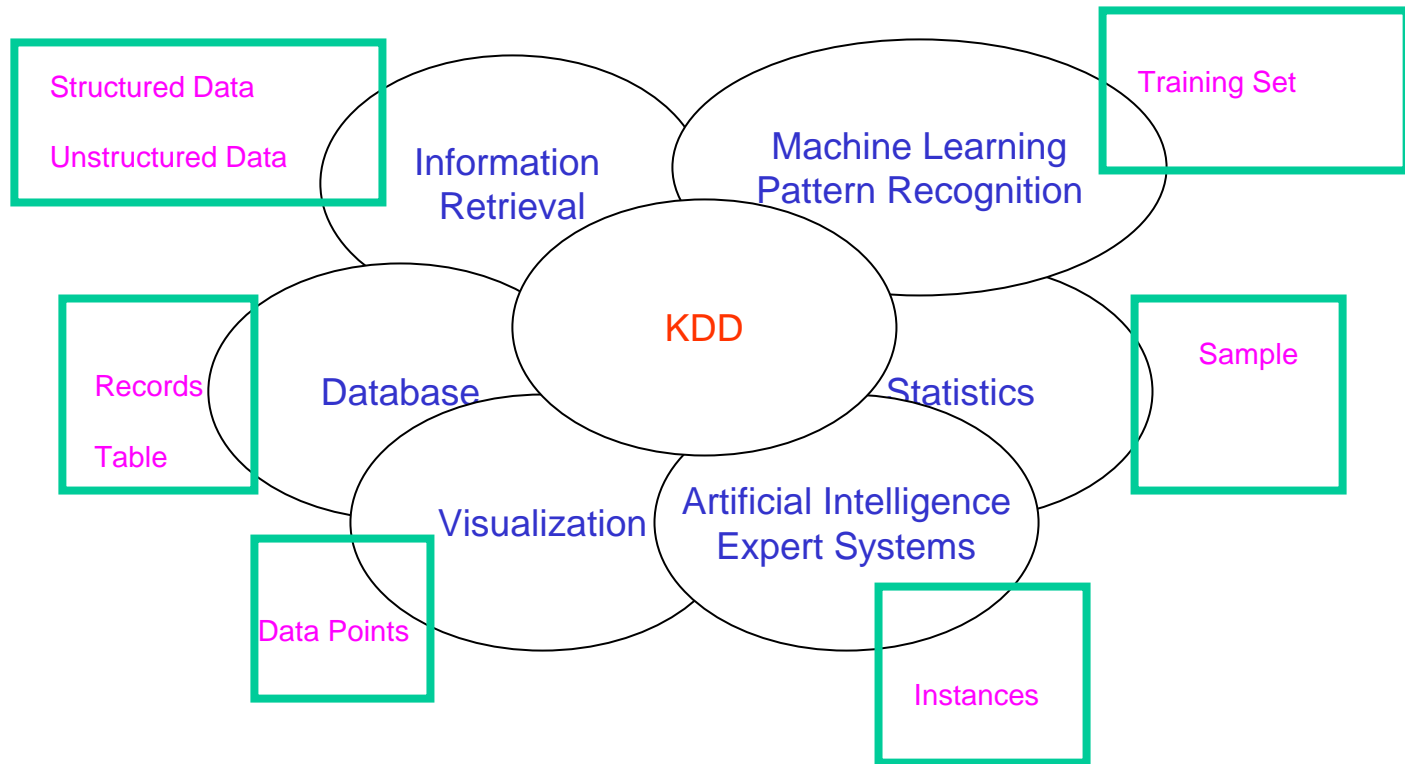 Structured Data
Unstructured Data
Information
Retrieval
Machine Learning
Pattern Recognition
Training Set
KDD
Records
Table
Database
Statistics
Sample
Visualization
Artificial Intelligence
Expert Systems
Data Points
Instances